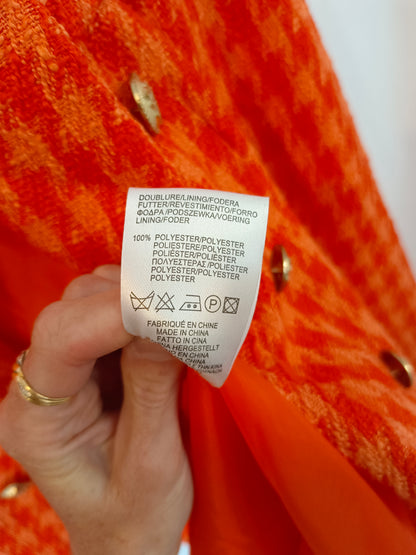 DOUBLURE/LINING/FODERA
FUTTER/REVESTIMIENTO/FORRO
ΦΟΔΡΑ/PODSZEWKA/VOERING
LINING/FODER
100% POLYESTER/POLYESTER
POLIESTERE/POLYESTER
POLIÉSTER/POLIÉSTER
ΠΟΛΥΕΣΤΕΡΑΣ/POLIESTER
POLYESTER/POLYESTER
POLYESTER
P
FABRIQUÉ EN CHINE
MADE IN CHINA
FATTO IN CINA
HERGESTELLT